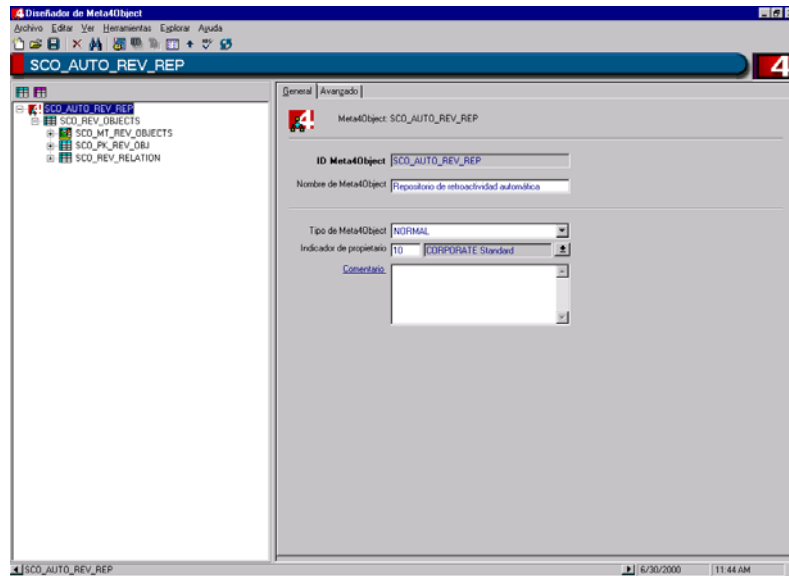 Diseñador de Meta4Object
Archivo Editar Ver Herramientas Explorar Ayuda
SCO_AUTO_REV_REP
4
SCO_AUTO_REV_REP
SCO_REV_OBJECTS
SCO_MT_REV_OBJECTS
SCO_PK_REV_OBJ
SCO_REV_RELATION
General Avanzado
Meta4Object: SCO_AUTO_REV_REP
ID Meta4Object SCO_AUTO_REV_REP
Nombre de Meta4Object Repositorio de retroactividad automática
Tipo de Meta4Object NORMAL
Indicador de propietario 10 CORPORATE Standard
Comentario
SCO_AUTO_REV_REP 6/30/2000 11:44 AM